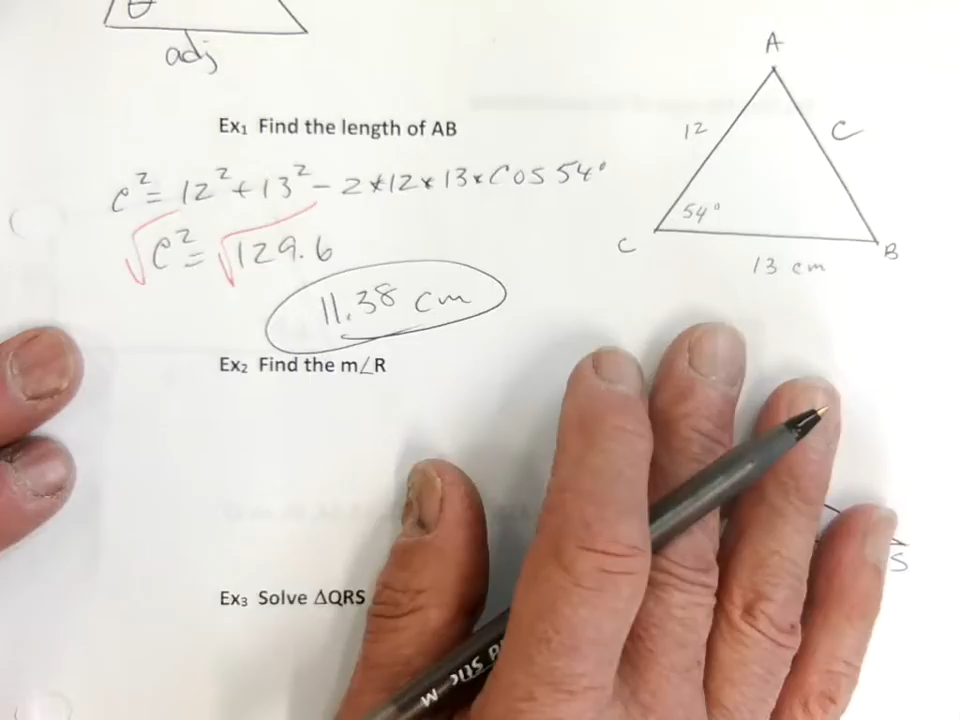 θ
adj
A
Ex1 Find the length of AB
12
c
c² = 12² + 13² - 2*12*13*cos 54°
54°
√c² = √129.6
C
B
13 cm
11.38 cm
Ex2 Find the m∠R
S
Ex3 Solve ΔQRS
stic M